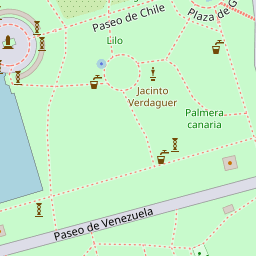 Paseo de Chile
Plaza de G
Lilo
Jacinto
Verdaguer
Palmera
canaria
Paseo de Venezuela